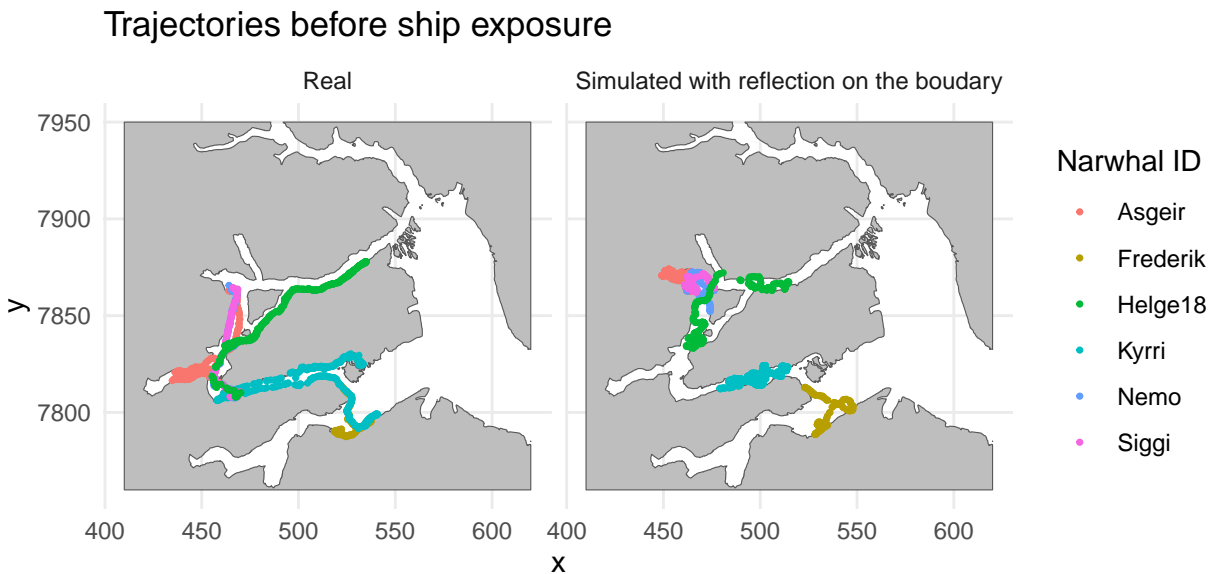 Trajectories before ship exposure
Real
Simulated with reflection on the boudary
y
7950
7900
7850
7800
400 450 500 550 600
400 450 500 550 600
x
Narwhal ID
Asgeir
Frederik
Helge18
Kyrri
Nemo
Siggi